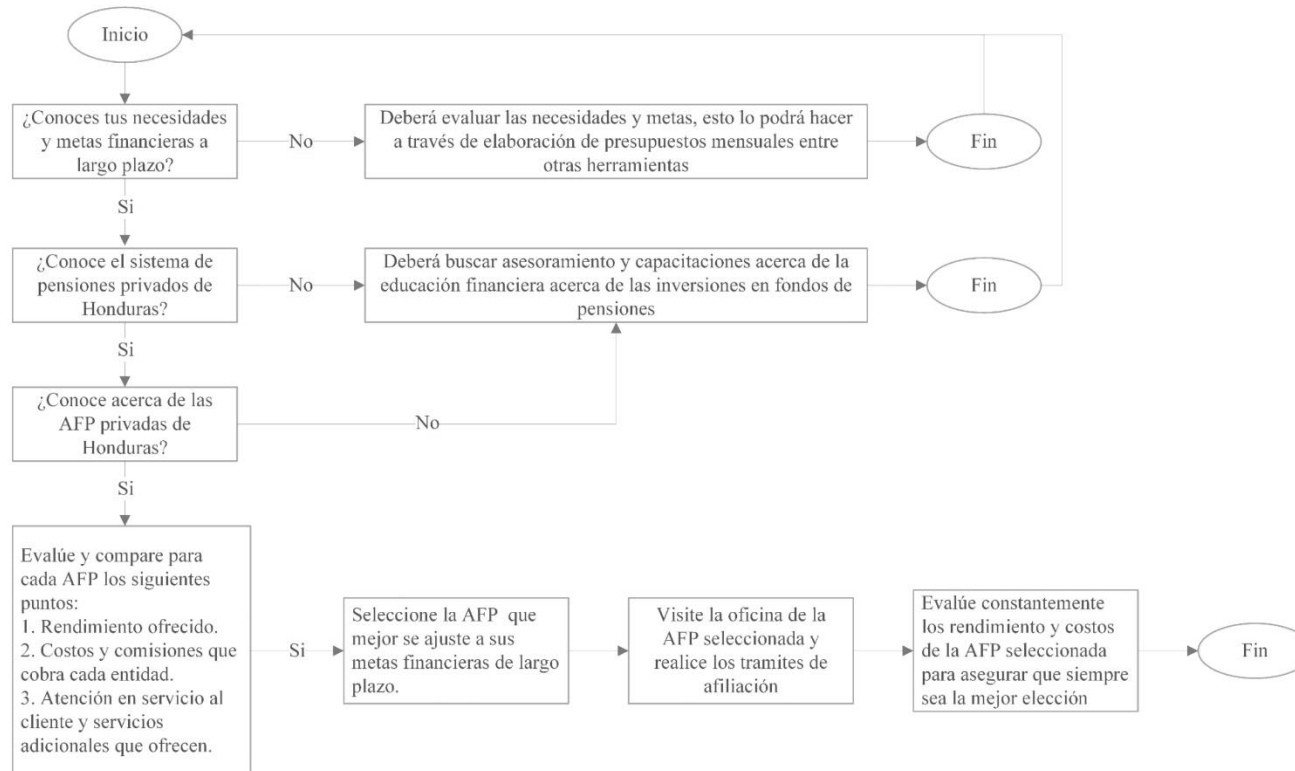 Inicio
¿Conoces tus necesidades
y metas financieras a
largo plazo?
No
Deberá evaluar las necesidades y metas, esto lo podrá hacer
a través de elaboración de presupuestos mensuales entre
otras herramientas
Fin
Si
¿Conoce el sistema de
pensiones privados de
Honduras?
No
Deberá buscar asesoramiento y capacitaciones acerca de la
educación financiera acerca de las inversiones en fondos de
pensiones
Fin
Si
¿Conoce acerca de las
AFP privadas de
Honduras?
No
Si
Evalúe y compare para
cada AFP los siguientes
puntos:
1. Rendimiento ofrecido.
2. Costos y comisiones que
cobra cada entidad.
3. Atención en servicio al
cliente y servicios
adicionales que ofrecen.
Si
Seleccione la AFP que
mejor se ajuste a sus
metas financieras de largo
plazo.
Visite la oficina de la
AFP seleccionada y
realice los tramites de
afiliación
Evalúe constantemente
los rendimiento y costos
de la AFP seleccionada
para asegurar que siempre
sea la mejor elección
Fin